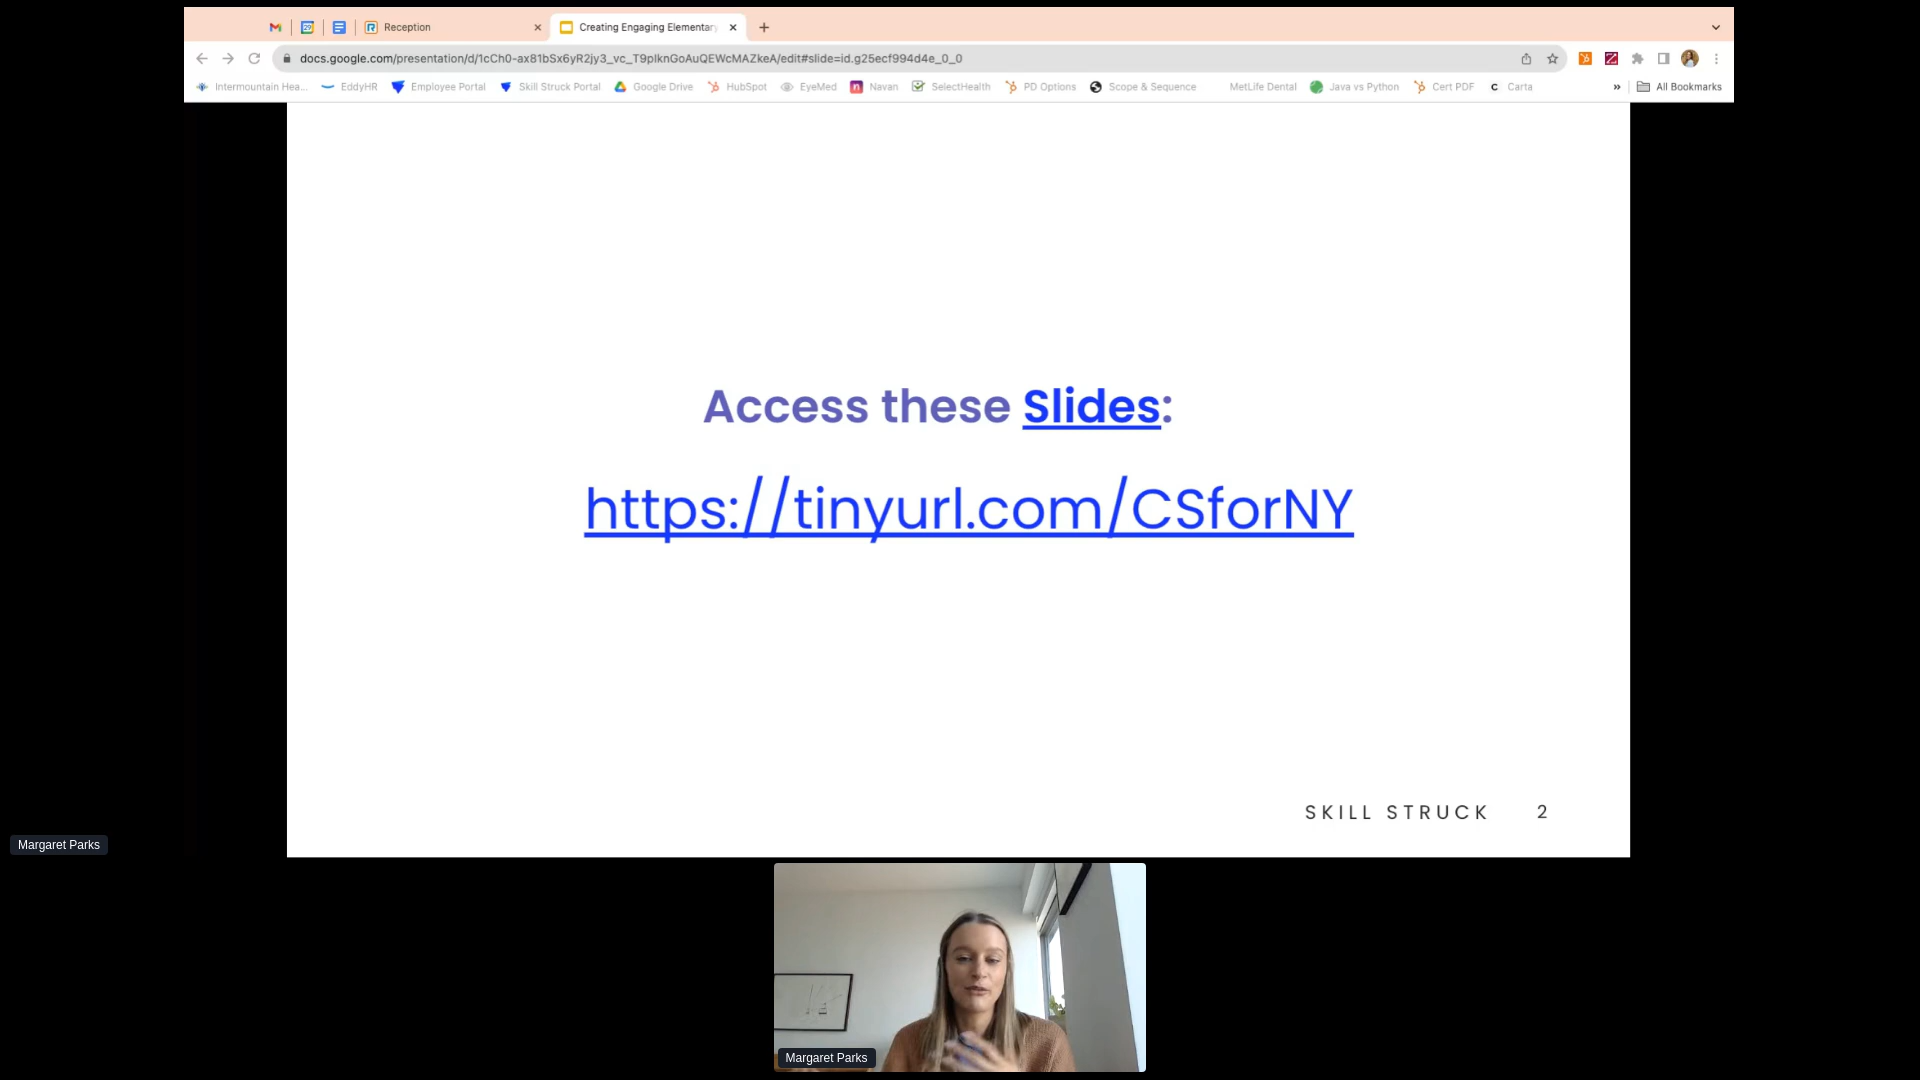 Reception
Creating Engaging Elementary
docs.google.com/presentation/d/1cCh0-ax81bSx6yR2jy3_vc_T9pIknGoAuQEWcMAZkeA/edit#slide=id.g25ecf994d4e_0_0
Intermountain Hea... EddyHR Employee Portal Skill Struck Portal Google Drive HubSpot EyeMed Navan SelectHealth PD Options Scope & Sequence MetLife Dental Java vs Python Cert PDF Carta » All Bookmarks
Access these Slides:
https://tinyurl.com/CSforNY
SKILL STRUCK 2
Margaret Parks
Margaret Parks